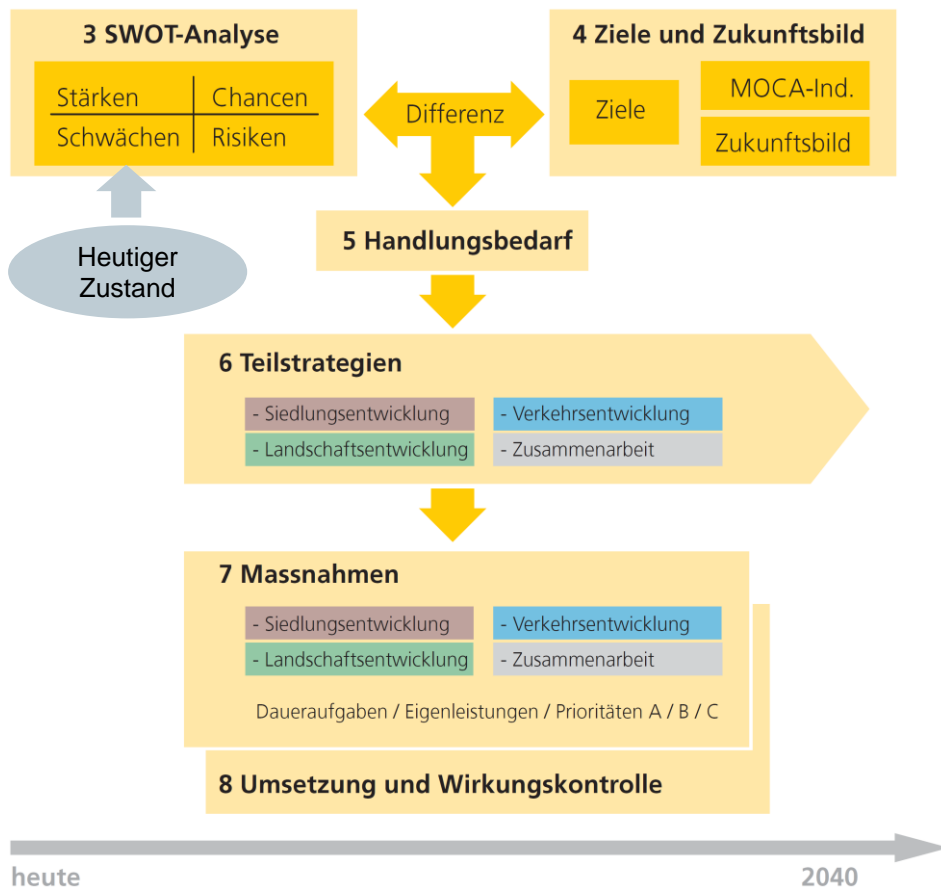 3 SWOT-Analyse
Stärken
Chancen
Schwächen
Risiken
Heutiger
Zustand
Differenz
4 Ziele und Zukunftsbild
Ziele
MOCA-Ind.
Zukunftsbild
5 Handlungsbedarf
6 Teilstrategien
- Siedlungsentwicklung
- Verkehrsentwicklung
- Landschaftsentwicklung
- Zusammenarbeit
7 Massnahmen
- Siedlungsentwicklung
- Verkehrsentwicklung
- Landschaftsentwicklung
- Zusammenarbeit
Daueraufgaben / Eigenleistungen / Prioritäten A / B / C
8 Umsetzung und Wirkungskontrolle
heute
2040